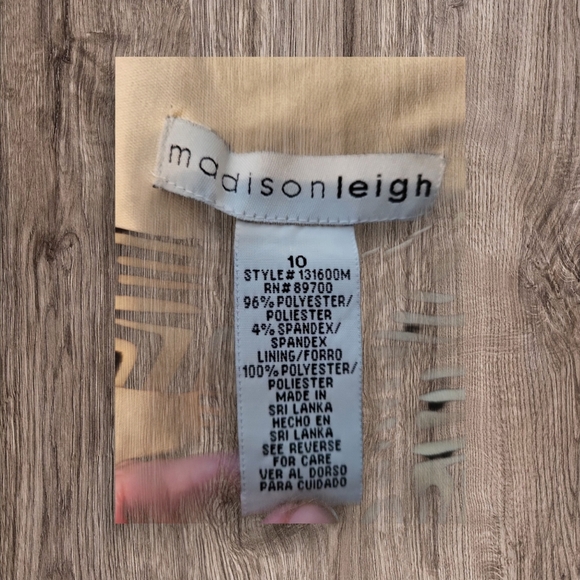 madisonleigh
10
STYLE# 131600M
RN# 89700
96% POLYESTER/
POLIESTER
4% SPANDEX/
SPANDEX
LINING/FORRO
100% POLYESTER/
POLIESTER
MADE IN
SRI LANKA
HECHO EN
SRI LANKA
SEE REVERSE
FOR CARE
VER AL DORSO
PARA CUIDADO